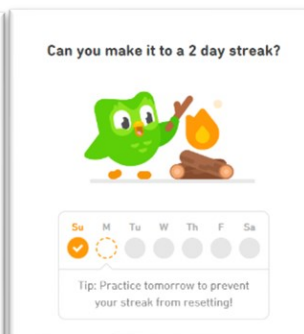 Can you make it to a 2 day streak?
Su M Tu W Th F Sa
Tip: Practice tomorrow to prevent
your streak from resetting!